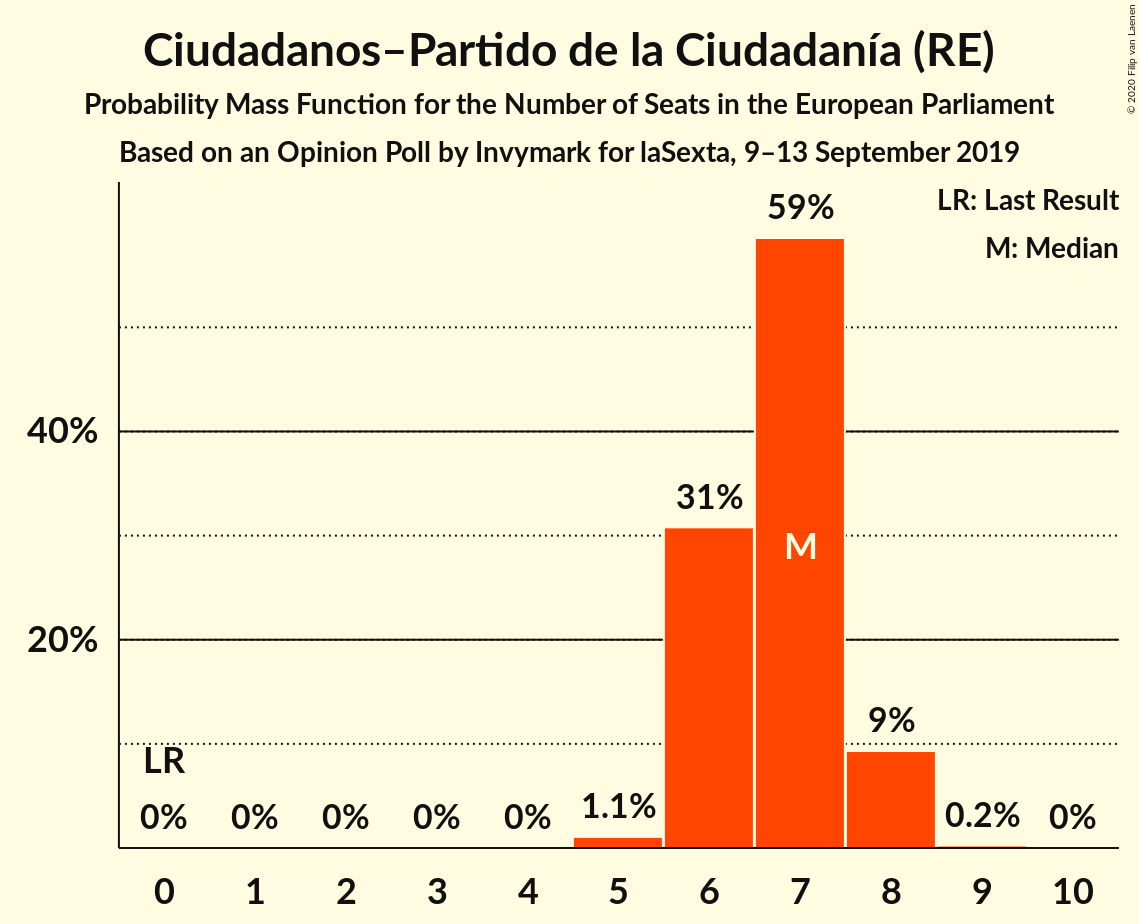 Ciudadanos–Partido de la Ciudadanía (RE)
Probability Mass Function for the Number of Seats in the European Parliament
Based on an Opinion Poll by Invymark for laSexta, 9–13 September 2019
© 2020 Filip van Laenen
LR: Last Result
M: Median
59%
40%
31%
M
20%
9%
LR
0% 0% 0% 0% 0% 1.1% 0.2% 0%
0 1 2 3 4 5 6 7 8 9 10